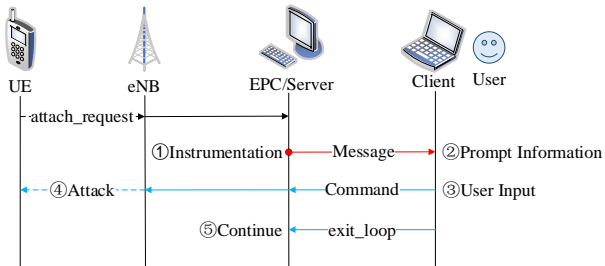 UE
eNB
EPC/Server
Client
User
attach_request
①Instrumentation
Message
②Prompt Information
④Attack
Command
③User Input
⑤Continue
exit_loop